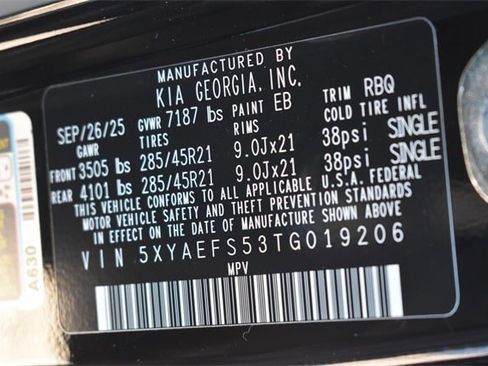 MANUFACTURED BY
KIA GEORGIA, INC.
SEP/26/25 GVWR 7187 lbs PAINT EB TRIM RBQ
GAWR TIRES RIMS COLD TIRE INFL
FRONT 3505 lbs 285/45R21 9.0Jx21 38psi SINGLE
REAR 4101 lbs 285/45R21 9.0Jx21 38psi SINGLE
THIS VEHICLE CONFORMS TO ALL APPLICABLE U.S.A. FEDERAL
MOTOR VEHICLE SAFETY AND THEFT PREVENTION STANDARDS
IN EFFECT ON THE DATE OF MANUFACTURE SHOWN ABOVE
VIN 5XYAEFS53TG019206
MPV
A630